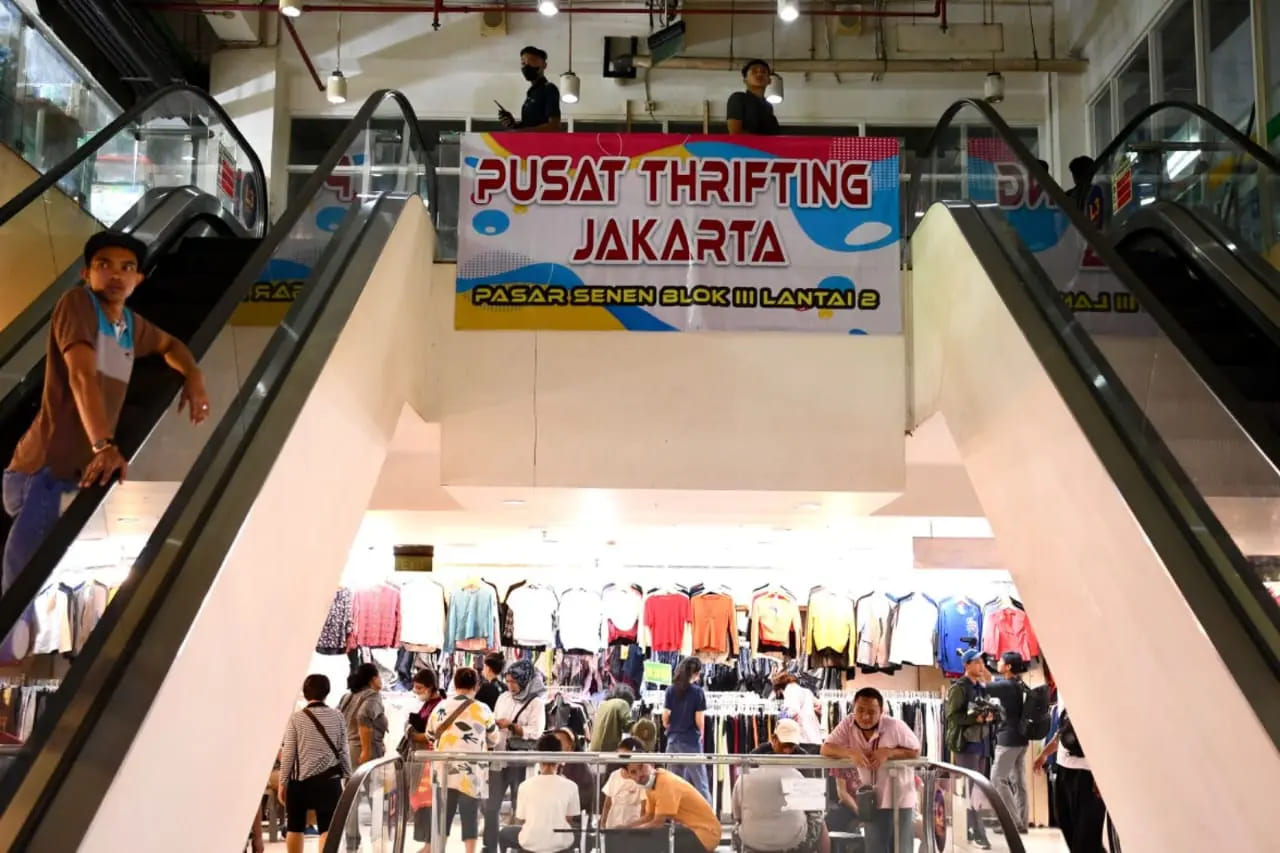 PUSAT THRIFTING
JAKARTA
PASAR SENEN BLOK III LANTAI 2